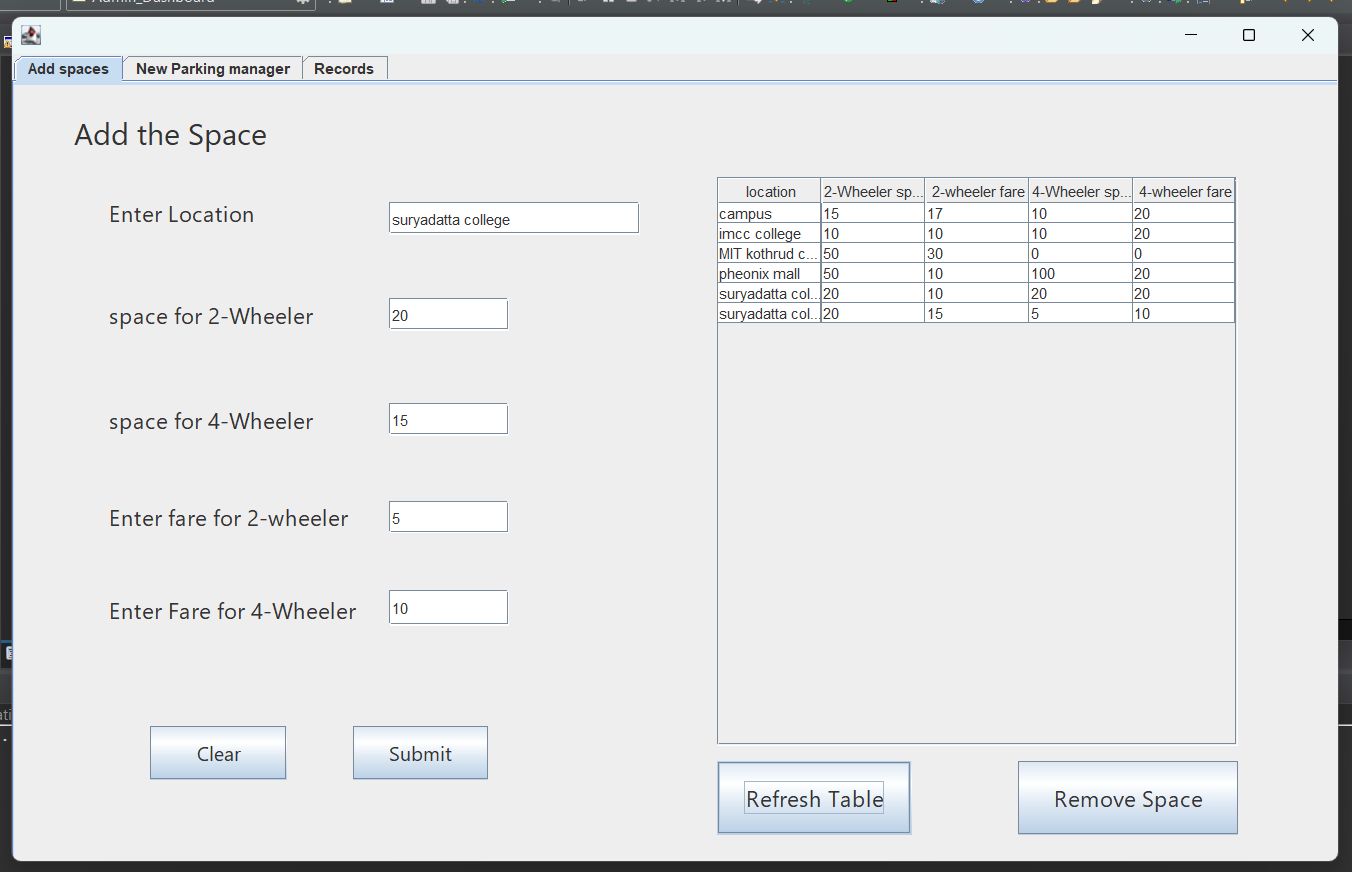 Admin_Dashboard
Add spaces New Parking manager Records
Add the Space
Enter Location suryadatta college
space for 2-Wheeler 20
space for 4-Wheeler 15
Enter fare for 2-wheeler 5
Enter Fare for 4-Wheeler 10
Clear Submit
location 2-Wheeler sp... 2-wheeler fare 4-Wheeler sp... 4-wheeler fare
campus 15 17 10 20
imcc college 10 10 10 20
MIT kothrud c... 50 30 0 0
pheonix mall 50 10 100 20
suryadatta col... 20 10 20 20
suryadatta col... 20 15 5 10
Refresh Table Remove Space